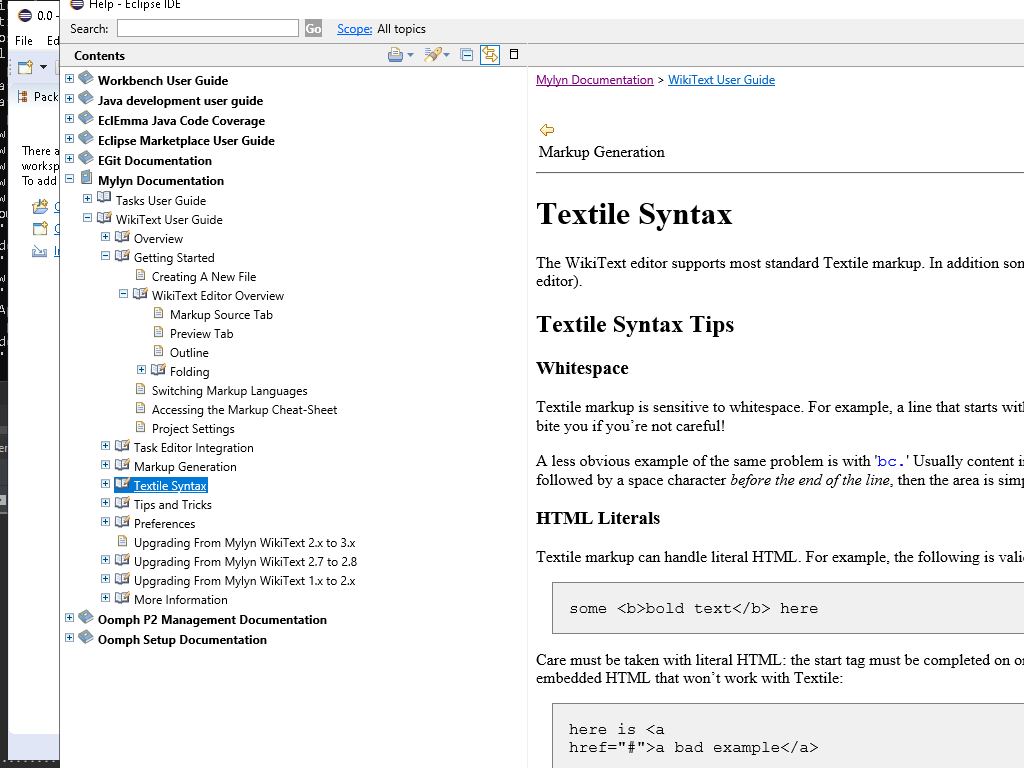 Help - Eclipse IDE
0.0 -
File Ed
Search: Go Scope: All topics
Contents
Pack
There a
worksp
To add
Workbench User Guide
Java development user guide
EclEmma Java Code Coverage
Eclipse Marketplace User Guide
EGit Documentation
Mylyn Documentation
Tasks User Guide
WikiText User Guide
Overview
Getting Started
Creating A New File
WikiText Editor Overview
Markup Source Tab
Preview Tab
Outline
Folding
Switching Markup Languages
Accessing the Markup Cheat-Sheet
Project Settings
Task Editor Integration
Markup Generation
Textile Syntax
Tips and Tricks
Preferences
Upgrading From Mylyn WikiText 2.x to 3.x
Upgrading From Mylyn WikiText 2.7 to 2.8
Upgrading From Mylyn WikiText 1.x to 2.x
More Information
Oomph P2 Management Documentation
Oomph Setup Documentation
Mylyn Documentation > WikiText User Guide
Markup Generation
Textile Syntax
The WikiText editor supports most standard Textile markup. In addition son
editor).
Textile Syntax Tips
Whitespace
Textile markup is sensitive to whitespace. For example, a line that starts wit
bite you if you’re not careful!
A less obvious example of the same problem is with 'bc.' Usually content i
followed by a space character before the end of the line, then the area is simp
HTML Literals
Textile markup can handle literal HTML. For example, the following is vali
some <b>bold text</b> here
Care must be taken with literal HTML: the start tag must be completed on o
embedded HTML that won’t work with Textile:
here is <a
href="#">a bad example</a>